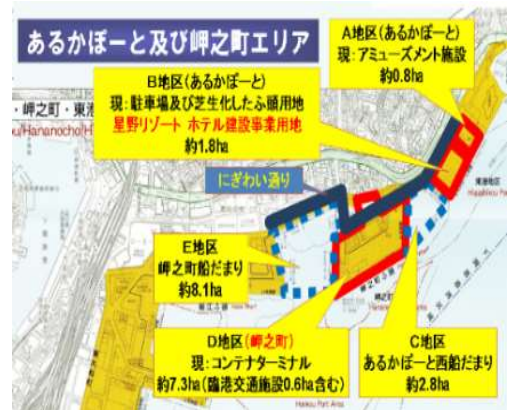 あるかぽーと及び岬之町エリア
A地区(あるかぽーと)
現:アミューズメント施設
約0.8ha
B地区(あるかぽーと)
現:駐車場及び芝生化したふ頭用地
星野リゾート ホテル建設事業用地
約1.8ha
にぎわい通り
東港地区
E地区
岬之町船だまり
約8.1ha
D地区(岬之町)
現:コンテナターミナル
約7.3ha(臨港交通施設0.6ha含む)
C地区
あるかぽーと西船だまり
約2.8ha